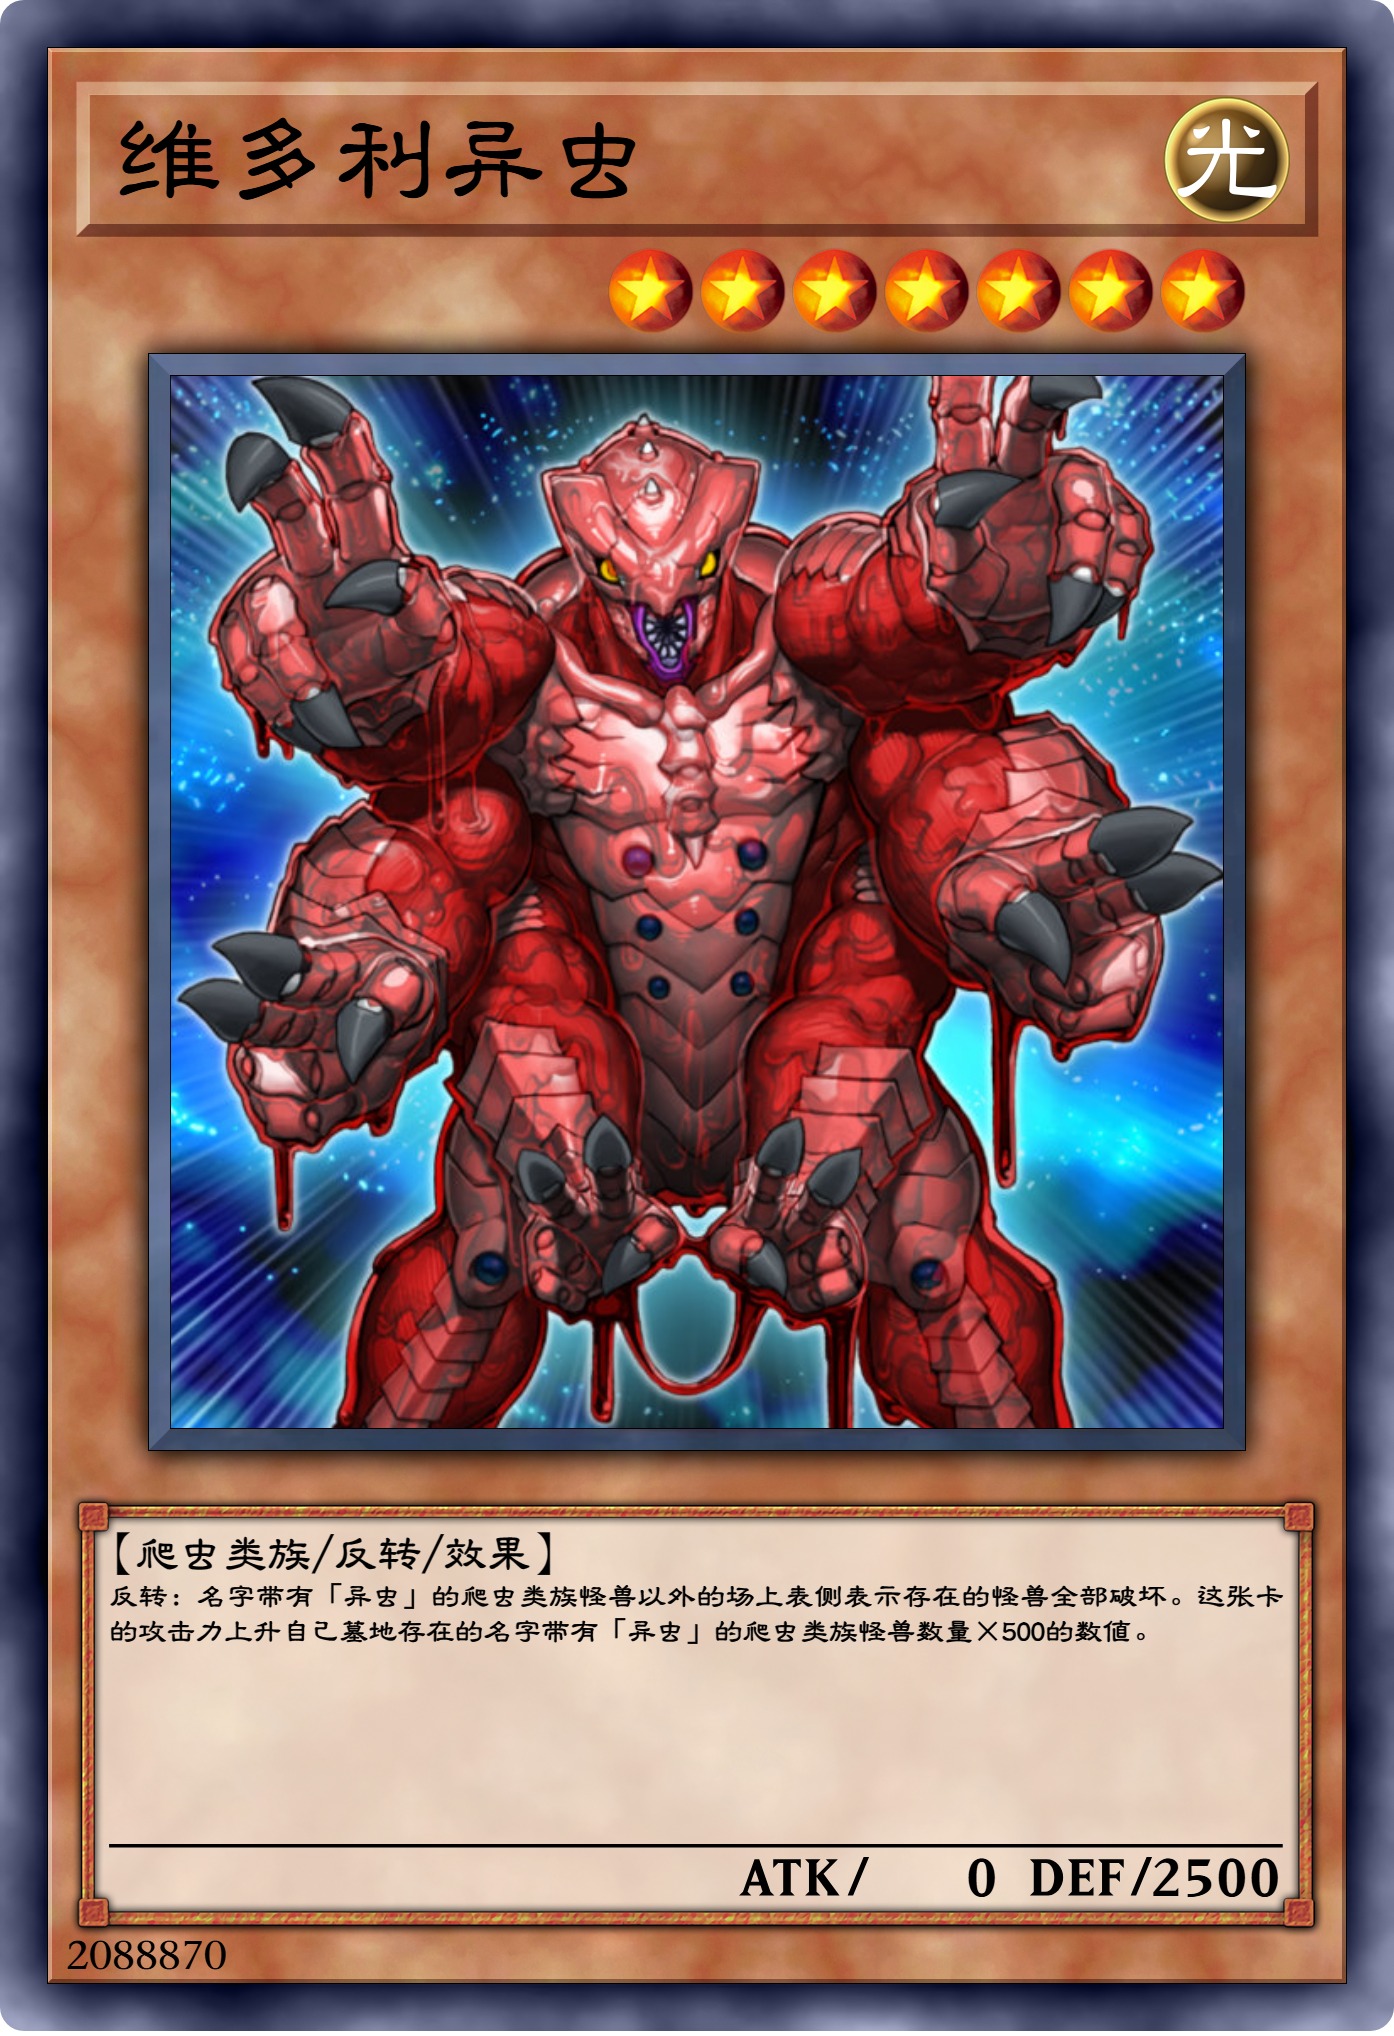 维多利异虫
光
【爬虫类族/反转/效果】
反转：名字带有「异虫」的爬虫类族怪兽以外的场上表侧表示存在的怪兽全部破坏。这张卡
的攻击力上升自己墓地存在的名字带有「异虫」的爬虫类族怪兽数量×500的数值。
ATK/ 0 DEF/2500
2088870